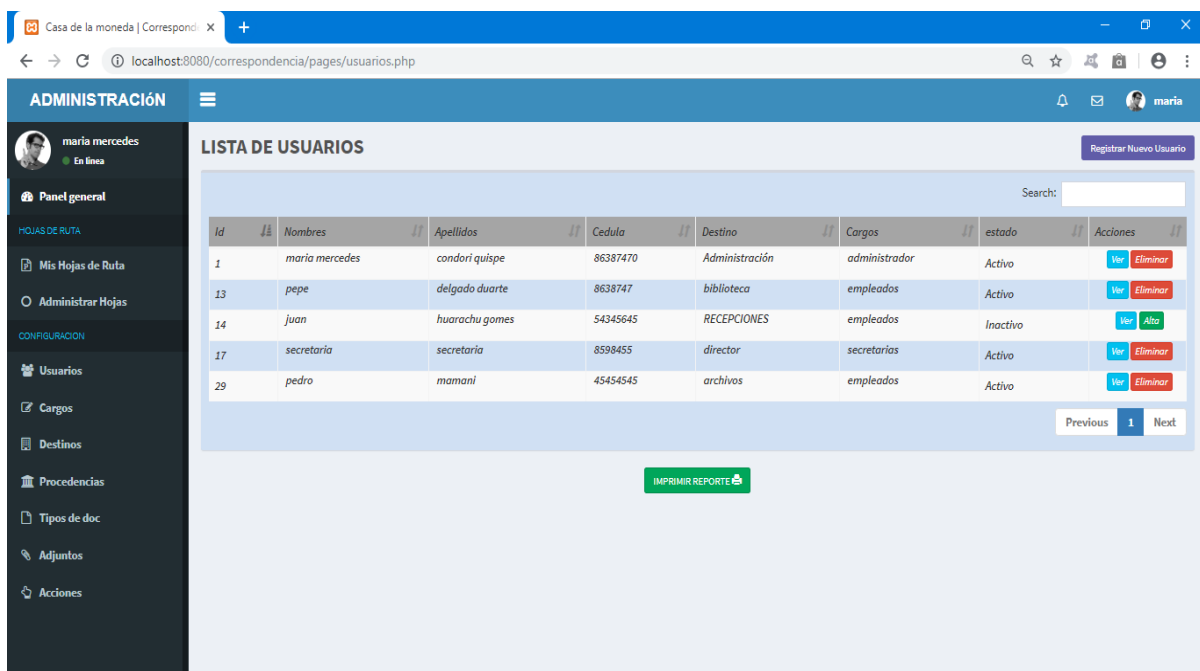 Casa de la moneda | Correspond
localhost:8080/correspondencia/pages/usuarios.php
ADMINISTRACIóN
maria
maria mercedes
En linea
Panel general
HOJAS DE RUTA
Mis Hojas de Ruta
Administrar Hojas
CONFIGURACION
Usuarios
Cargos
Destinos
Procedencias
Tipos de doc
Adjuntos
Acciones
LISTA DE USUARIOS
Registrar Nuevo Usuario
Search:
Id Nombres Apellidos Cedula Destino Cargos estado Acciones
1 maria mercedes condori quispe 86387470 Administración administrador Activo Ver Eliminar
13 pepe delgado duarte 8638747 biblioteca empleados Activo Ver Eliminar
14 juan huarachu gomes 54345645 RECEPCIONES empleados Inactivo Ver Alta
17 secretaria secretaria 8598455 director secretarias Activo Ver Eliminar
29 pedro mamani 45454545 archivos empleados Activo Ver Eliminar
Previous 1 Next
IMPRIMIR REPORTE